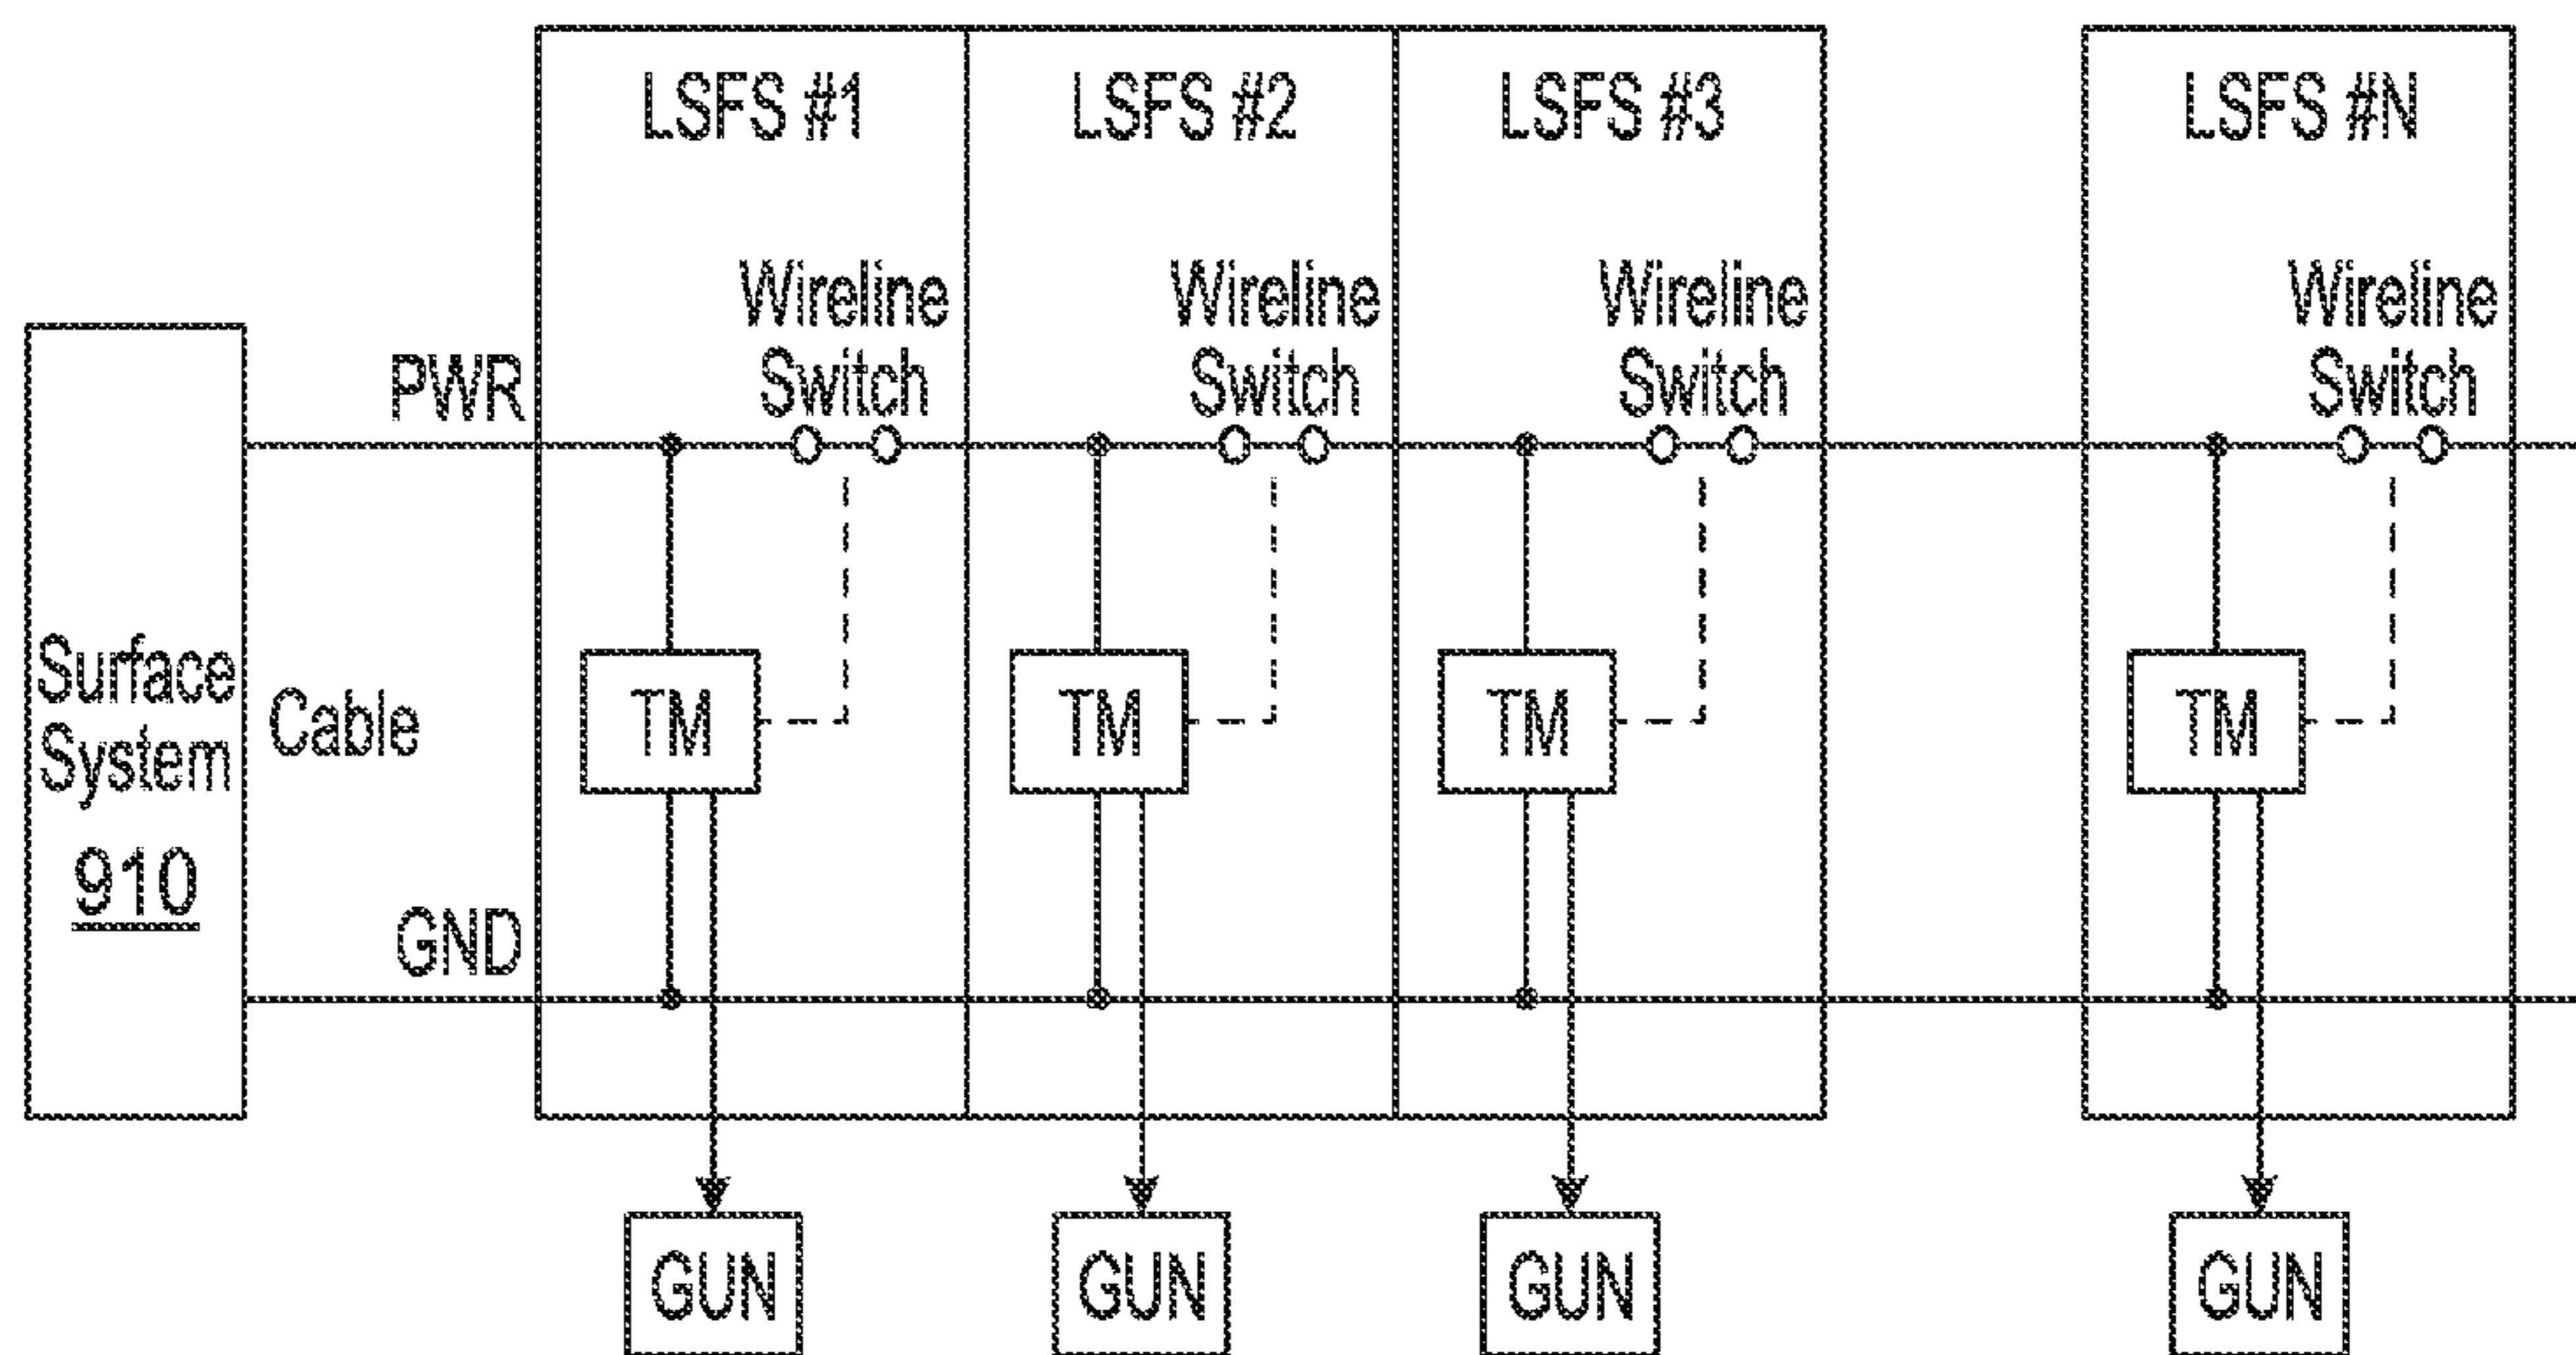 LSFS #1
LSFS #2
LSFS #3
LSFS #N
Wireline
Switch
Wireline
Switch
Wireline
Switch
Wireline
Switch
PWR
Surface
System
910
Cable
TM
TM
TM
TM
GND
GUN
GUN
GUN
GUN